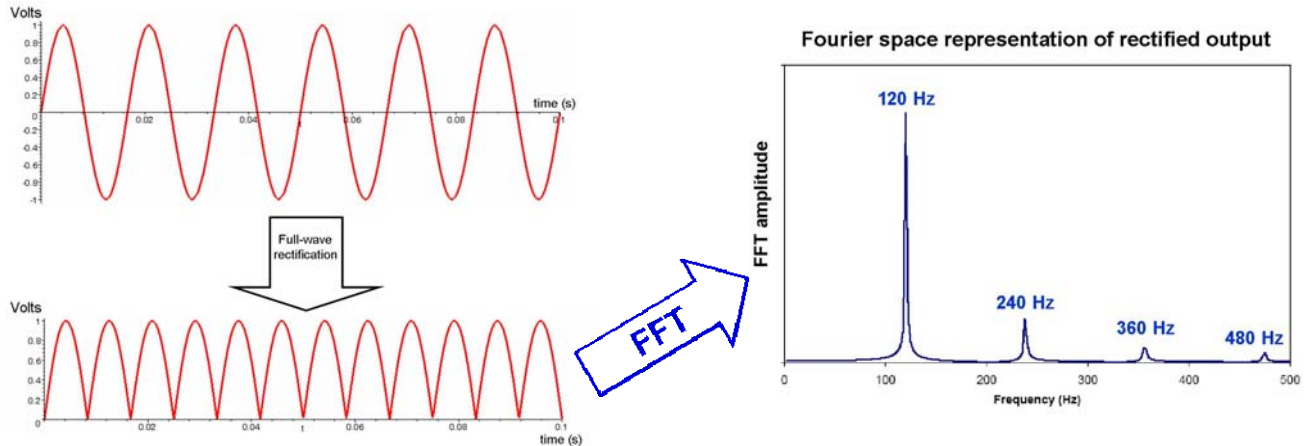 Volts
1
0.8
0.6
0.4
0.2
0
-0.2
-0.4
-0.6
-0.8
-1
0.02
0.04
t
0.06
0.08
0.1
time (s)
Full-wave
rectification
Volts
1
0.8
0.6
0.4
0.2
0
0.02
0.04
t
0.06
0.08
0.1
time (s)
FFT
Fourier space representation of rectified output
FFT amplitude
120 Hz
240 Hz
360 Hz
480 Hz
0 100 200 300 400 500
Frequency (Hz)